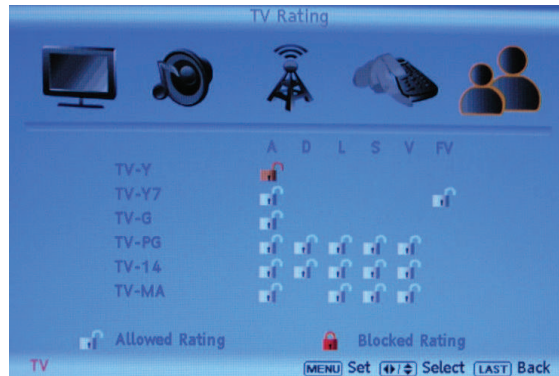 TV Rating
A D L S V FV
TV-Y
TV-Y7
TV-G
TV-PG
TV-14
TV-MA
Allowed Rating Blocked Rating
TV MENU Set Select LAST Back